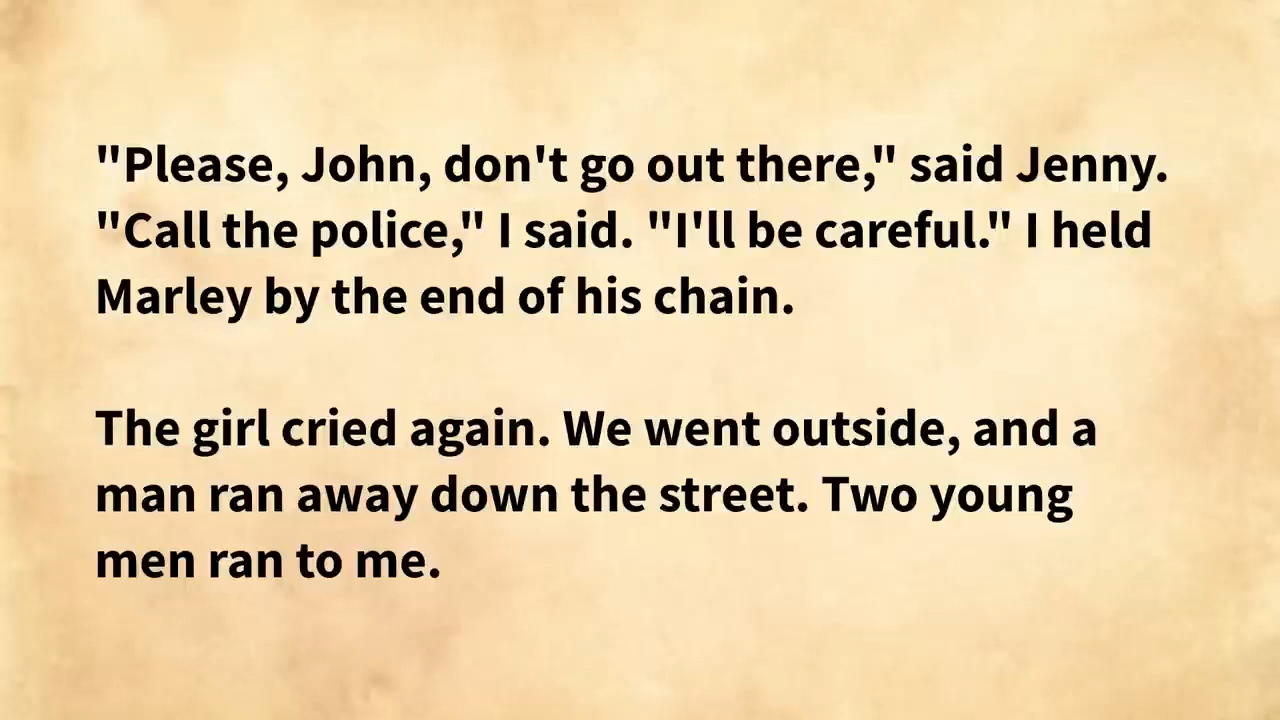 "Please, John, don't go out there," said Jenny.
"Call the police," I said. "I'll be careful." I held
Marley by the end of his chain.
The girl cried again. We went outside, and a
man ran away down the street. Two young
men ran to me.